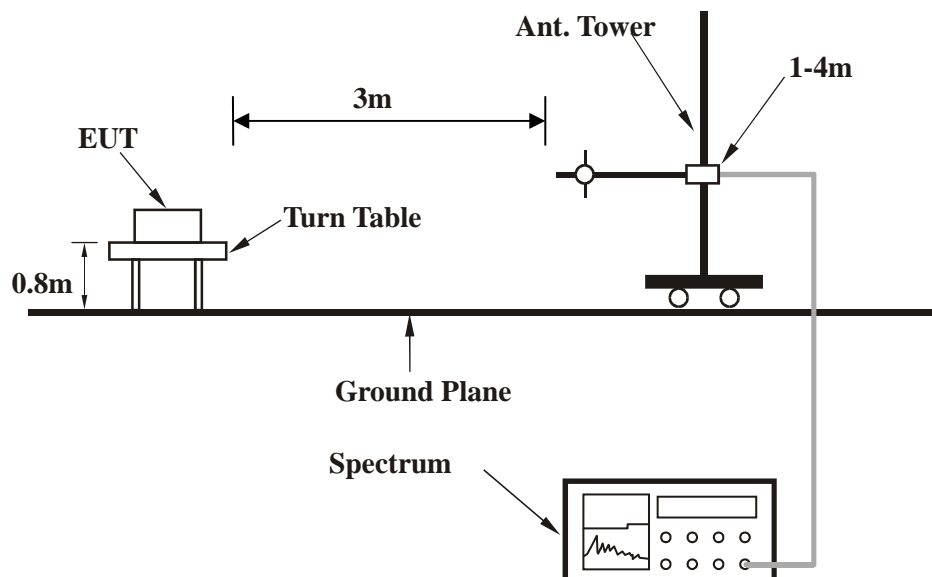 Ant. Tower
1-4m
3m
EUT
Turn Table
0.8m
Ground Plane
Spectrum